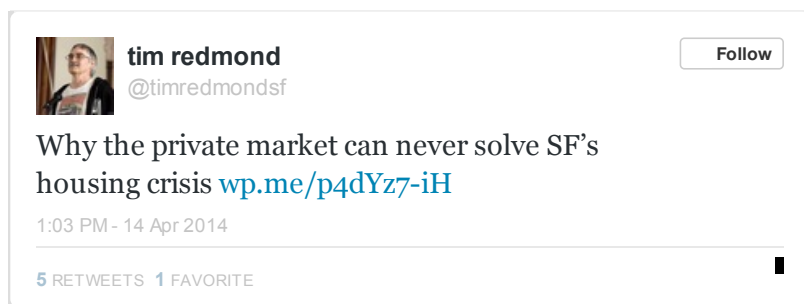 tim redmond
Follow
@timredmondsf
Why the private market can never solve SF’s
housing crisis wp.me/p4dYz7-iH
1:03 PM - 14 Apr 2014
5 RETWEETS 1 FAVORITE